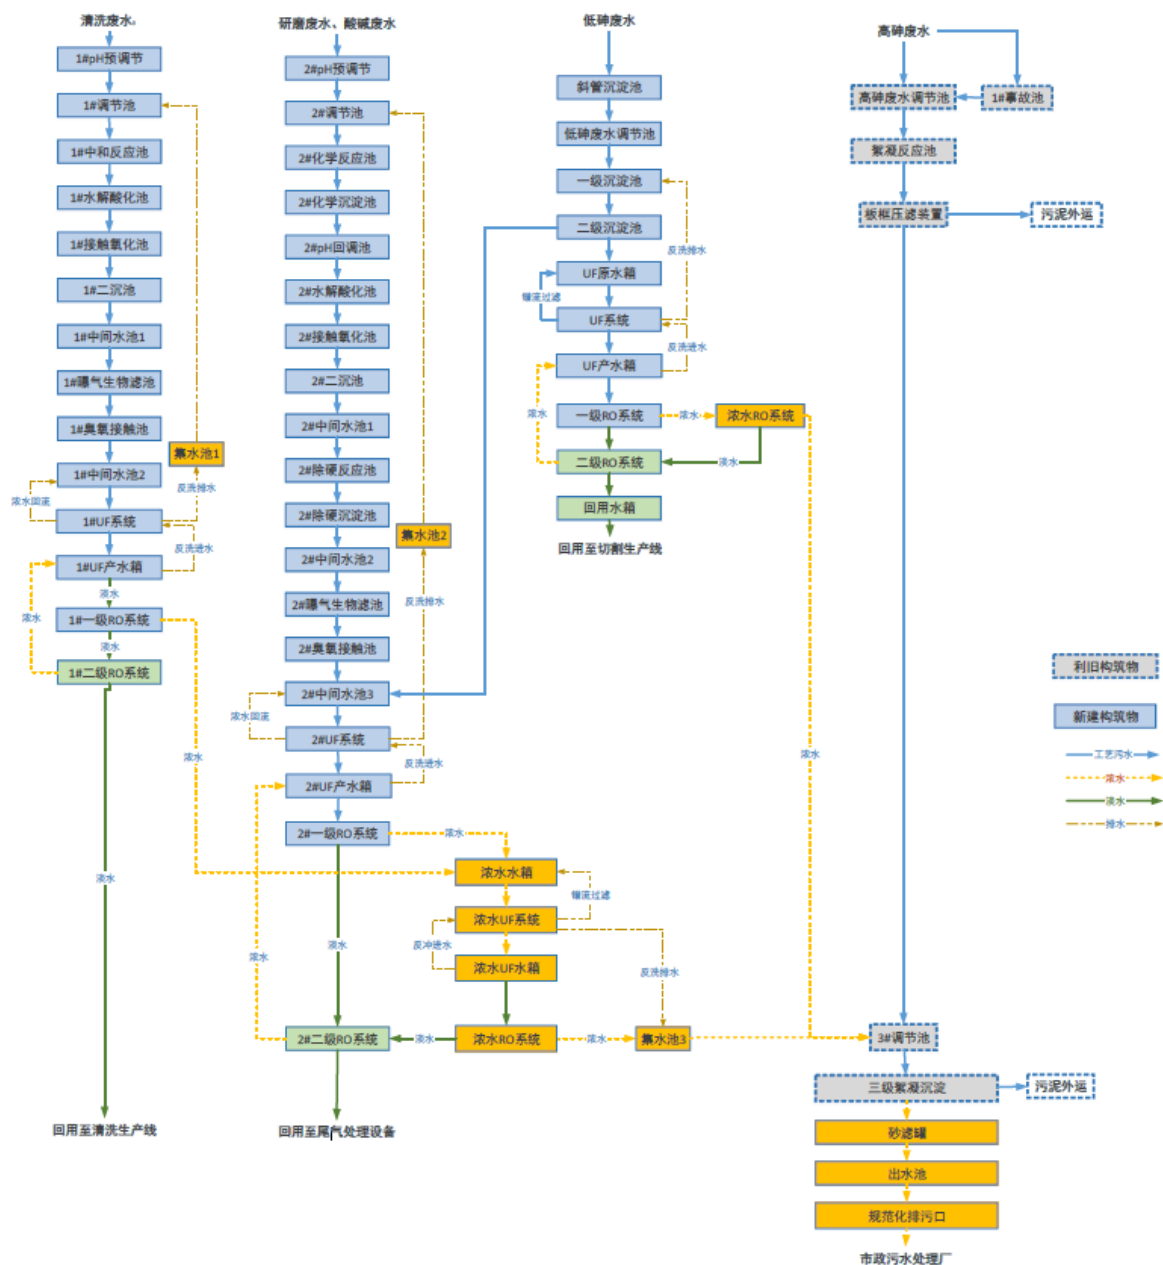 清洗废水。
1#pH预调节
1#调节池
1#中和反应池
1#水解酸化池
1#接触氧化池
1#二沉池
1#中间水池1
1#曝气生物滤池
1#臭氧接触池
集水池1
1#中间水池2
浓水回流
反洗排水
1#UF系统
反洗进水
1#UF产水箱
淡水
浓水
1#一级RO系统
淡水
1#二级RO系统
浓水
淡水
回用至清洗生产线
研磨废水、酸碱废水
2#pH预调节
2#调节池
2#化学反应池
2#化学沉淀池
2#pH回调池
2#水解酸化池
2#接触氧化池
2#二沉池
2#中间水池1
2#除硬反应池
2#除硬沉淀池
集水池2
2#中间水池2
反洗排水
2#曝气生物滤池
2#臭氧接触池
2#中间水池3
浓水回流
2#UF系统
反洗进水
2#UF产水箱
2#一级RO系统
浓水
浓水水箱
错流过滤
浓水UF系统
反冲进水
淡水
浓水
浓水UF水箱
反洗排水
2#二级RO系统
淡水
浓水RO系统
浓水
集水池3
回用至尾气处理设备
低砷废水
斜管沉淀池
低砷废水调节池
一级沉淀池
二级沉淀池
反洗排水
UF原水箱
错流过滤
UF系统
反洗进水
UF产水箱
浓水
一级RO系统
浓水
浓水RO系统
二级RO系统
淡水
回用水箱
回用至切割生产线
浓水
高砷废水
高砷废水调节池
1#事故池
絮凝反应池
板框压滤装置
污泥外运
3#调节池
三级絮凝沉淀
污泥外运
砂滤罐
出水池
规范化排污口
市政污水处理厂
利旧构筑物
新建构筑物
工艺污水
浓水
淡水
排水